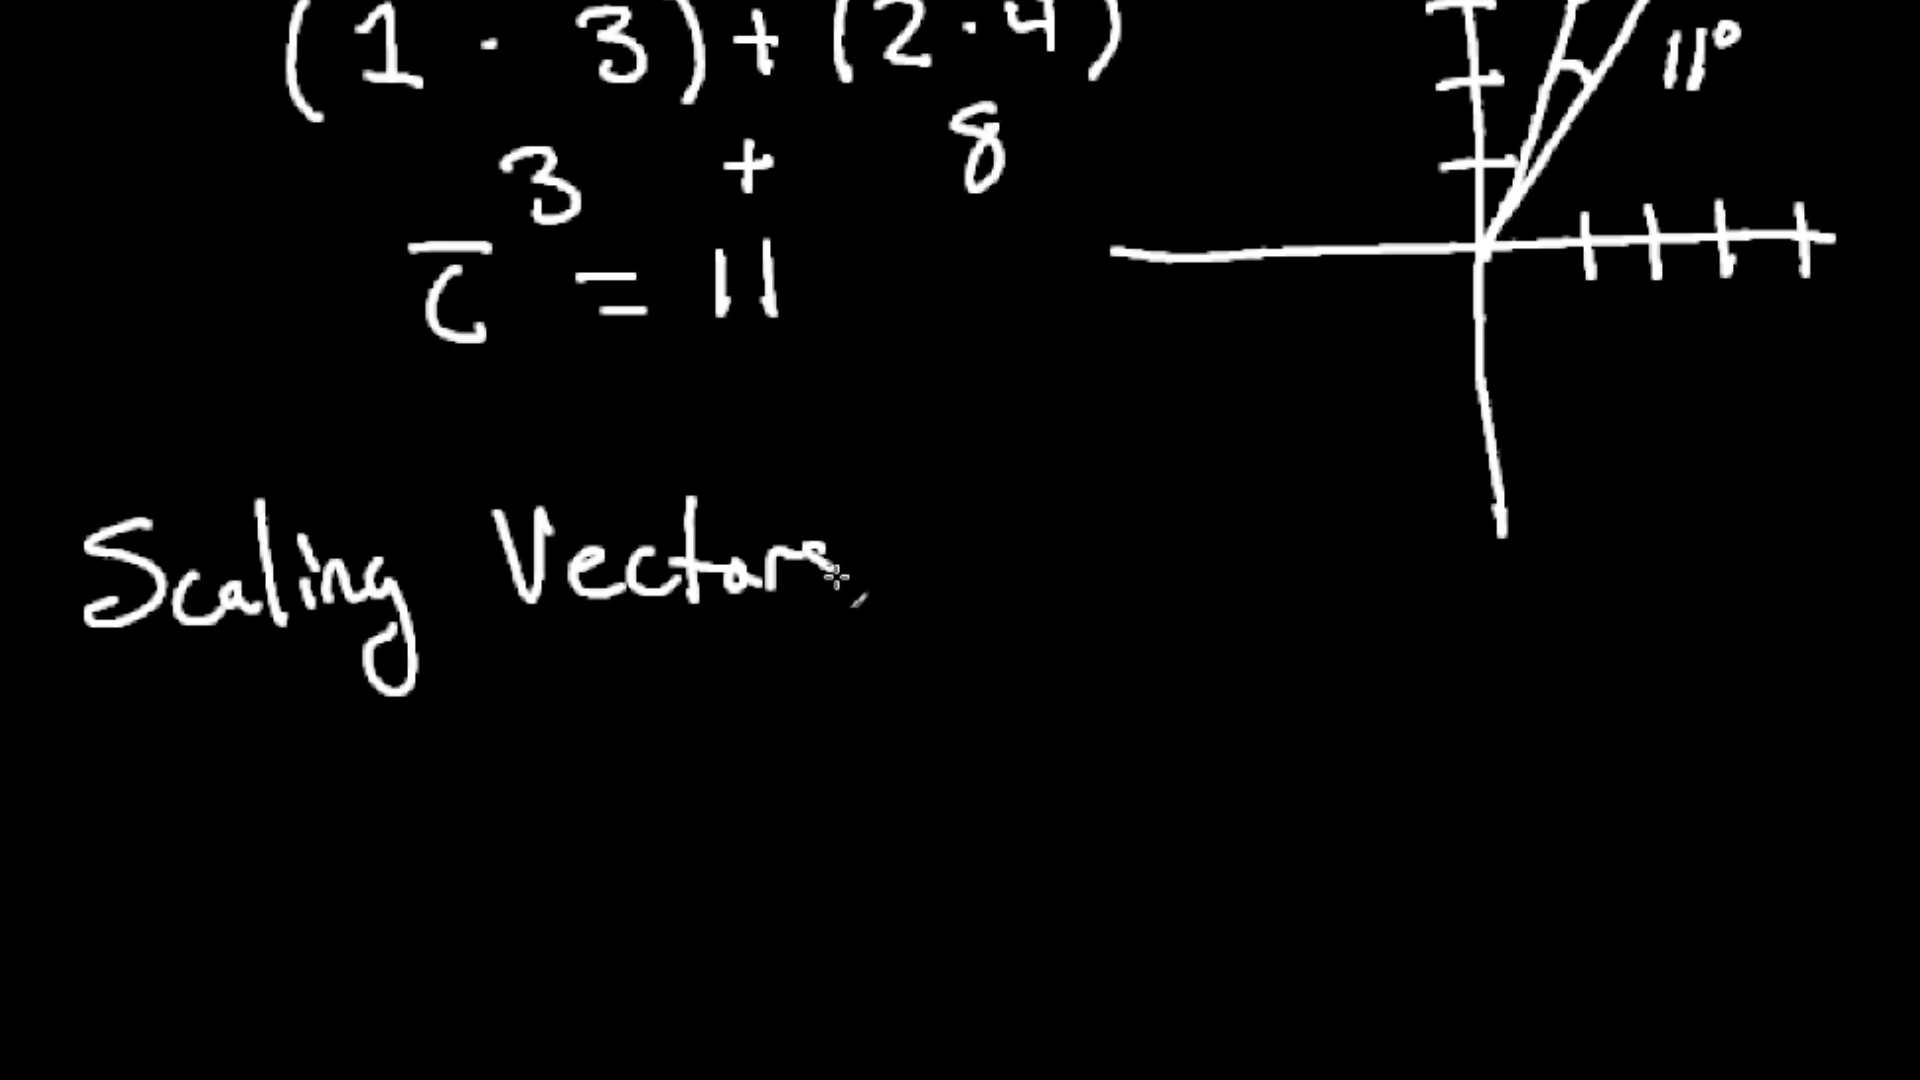 (1 · 3) + (2 · 4)
3 + 8
c̅ = 11
11°
Scaling Vectors